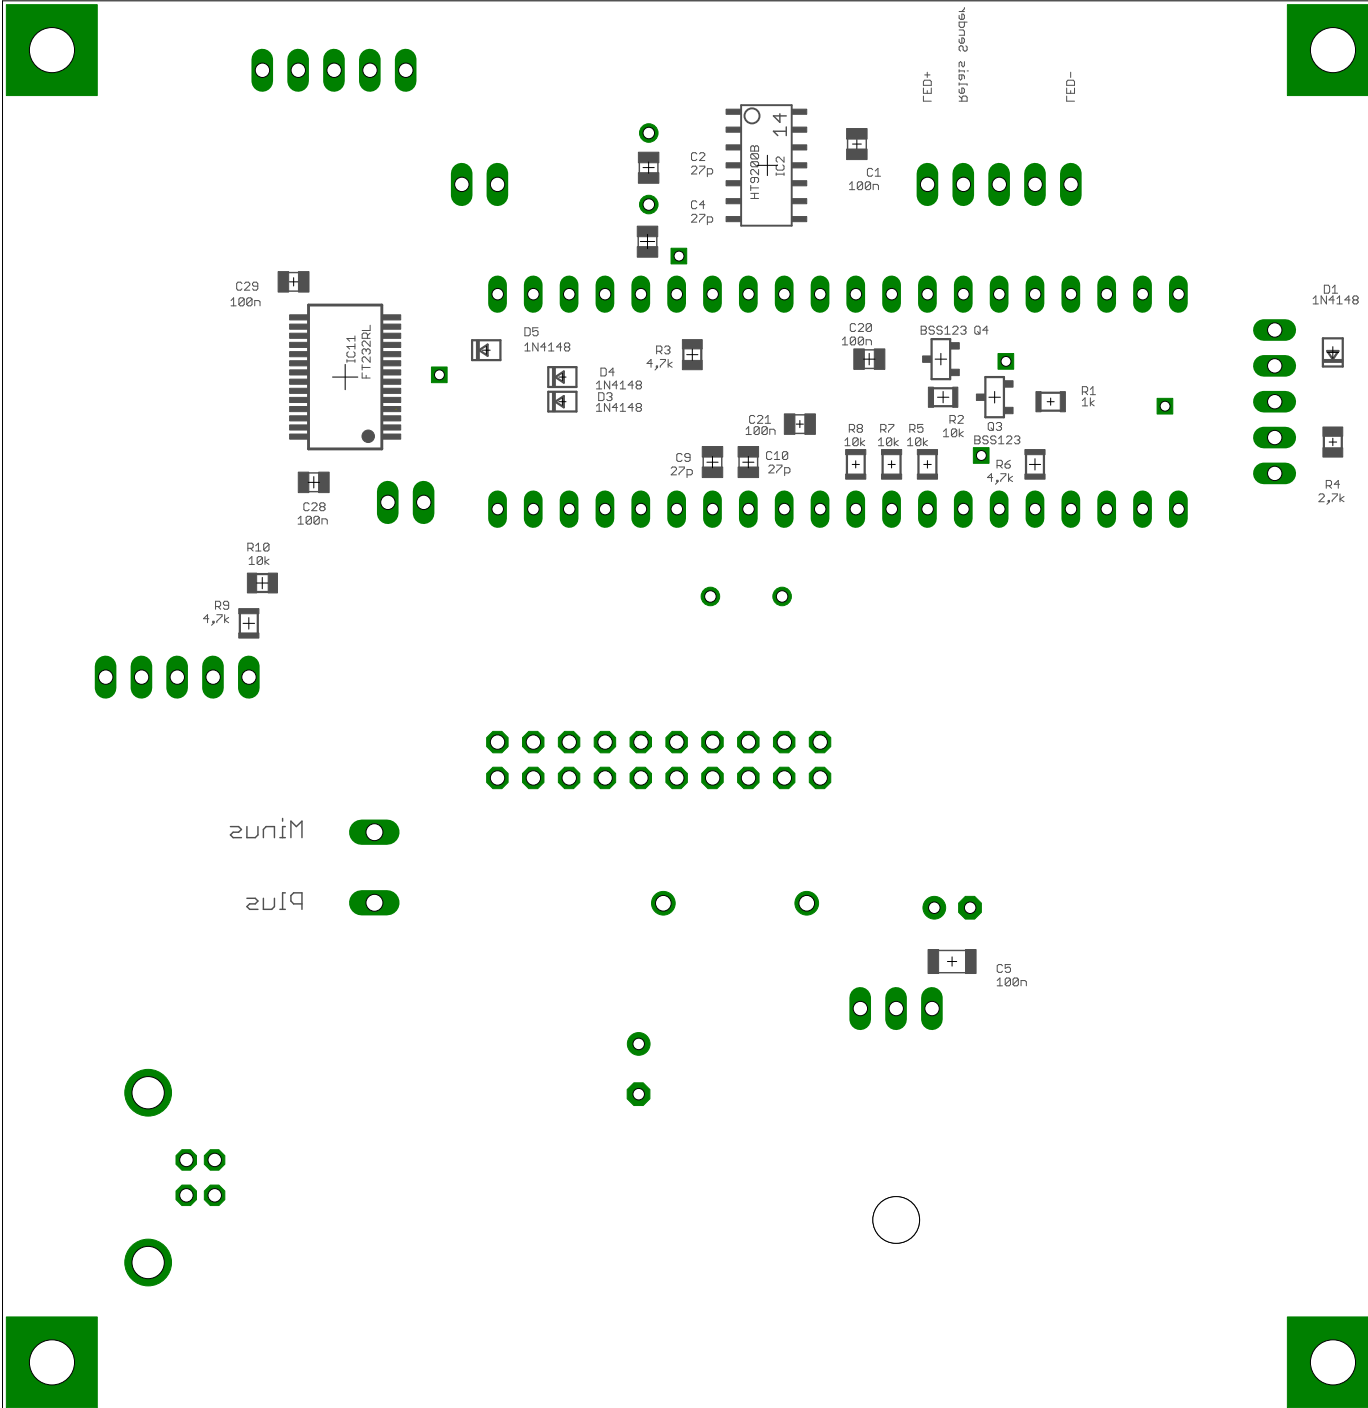 Relais Sender
LED+
LED-
14
HT9200B
IC2
C2
27p
C1
100n
C4
27p
C29
100n
D1
1N4148
IC11
FT232RL
D5
1N4148
C20
100n
BSS123 Q4
R3
4,7k
D4
1N4148
D3
1N4148
R1
1k
C21
100n
R8
10k
R7
10k
R5
10k
R2
10k
Q3
BSS123
C9
27p
C10
27p
R6
4,7k
R4
2,7k
C28
100n
R10
10k
R9
4,7k
Minus
Plus
C5
100n